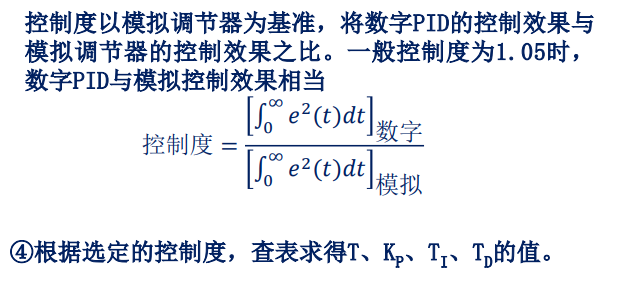 控制度以模拟调节器为基准，将数字PID的控制效果与
模拟调节器的控制效果之比。一般控制度为1.05时，
数字PID与模拟控制效果相当
控制度 = [∫₀^∞ e²(t)dt]数字 / [∫₀^∞ e²(t)dt]模拟
④根据选定的控制度，查表求得T、K_P、T_I、T_D的值。